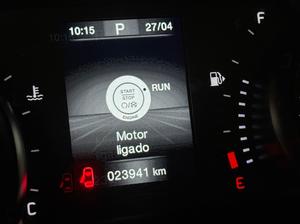 10:15 P 27/04
F
START
STOP
RUN
ENGINE
Motor
ligado
023941 km
C
E